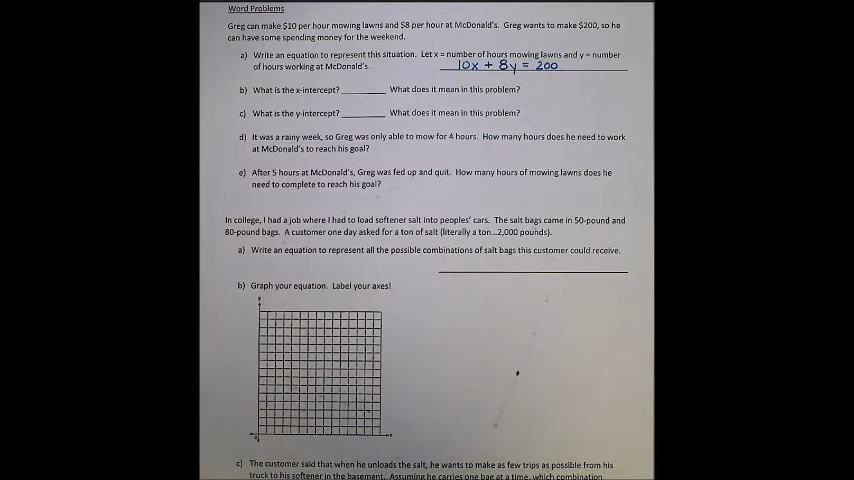 Word Problems
Greg can make $10 per hour mowing lawns and $8 per hour at McDonald's. Greg wants to make $200, so he
can have some spending money for the weekend.
a) Write an equation to represent this situation. Let x = number of hours mowing lawns and y = number
of hours working at McDonald's. 10x + 8y = 200
b) What is the x-intercept? ________ What does it mean in this problem?
c) What is the y-intercept? ________ What does it mean in this problem?
d) It was a rainy week, so Greg was only able to mow for 4 hours. How many hours does he need to work
at McDonald's to reach his goal?
e) After 5 hours at McDonald's, Greg was fed up and quit. How many hours of mowing lawns does he
need to complete to reach his goal?
In college, I had a job where I had to load softener salt into peoples' cars. The salt bags came in 50-pound and
80-pound bags. A customer one day asked for a ton of salt (literally a ton...2,000 pounds).
a) Write an equation to represent all the possible combinations of salt bags this customer could receive.
b) Graph your equation. Label your axes!
c) The customer said that when he unloads the salt, he wants to make as few trips as possible from his
truck to his softener in the basement. Assuming he carries one bag at a time, which combination